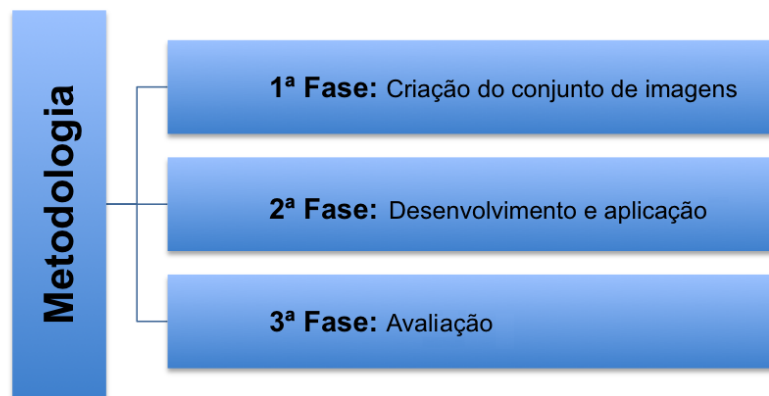 Metodologia
1ª Fase: Criação do conjunto de imagens
2ª Fase: Desenvolvimento e aplicação
3ª Fase: Avaliação